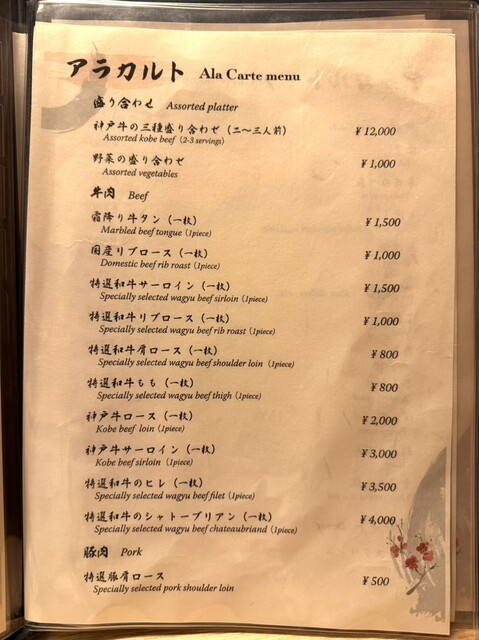 アラカルト Ala Carte menu
盛り合わせ Assorted platter
神戸牛の三種盛り合わせ（二〜三人前） ¥12,000
Assorted kobe beef（2-3 servings）
野菜の盛り合わせ ¥1,000
Assorted vegetables
牛肉 Beef
霜降り牛タン（一枚） ¥1,500
Marbled beef tongue（1piece）
国産リブロース（一枚） ¥1,000
Domestic beef rib roast（1piece）
特選和牛サーロイン（一枚） ¥1,500
Specially selected wagyu beef sirloin（1piece）
特選和牛リブロース（一枚） ¥1,000
Specially selected wagyu beef rib roast（1piece）
特選和牛肩ロース（一枚） ¥800
Specially selected wagyu beef shoulder loin（1piece）
特選和牛もも（一枚） ¥800
Specially selected wagyu beef thigh（1piece）
神戸牛ロース（一枚） ¥2,000
Kobe beef loin（1piece）
神戸牛サーロイン（一枚） ¥3,000
Kobe beef sirloin（1piece）
特選和牛のヒレ（一枚） ¥3,500
Specially selected wagyu beef filet（1piece）
特選和牛のシャトーブリアン（一枚） ¥4,000
Specially selected wagyu beef chateaubriand（1piece）
豚肉 Pork
特選豚肩ロース ¥500
Specially selected pork shoulder loin